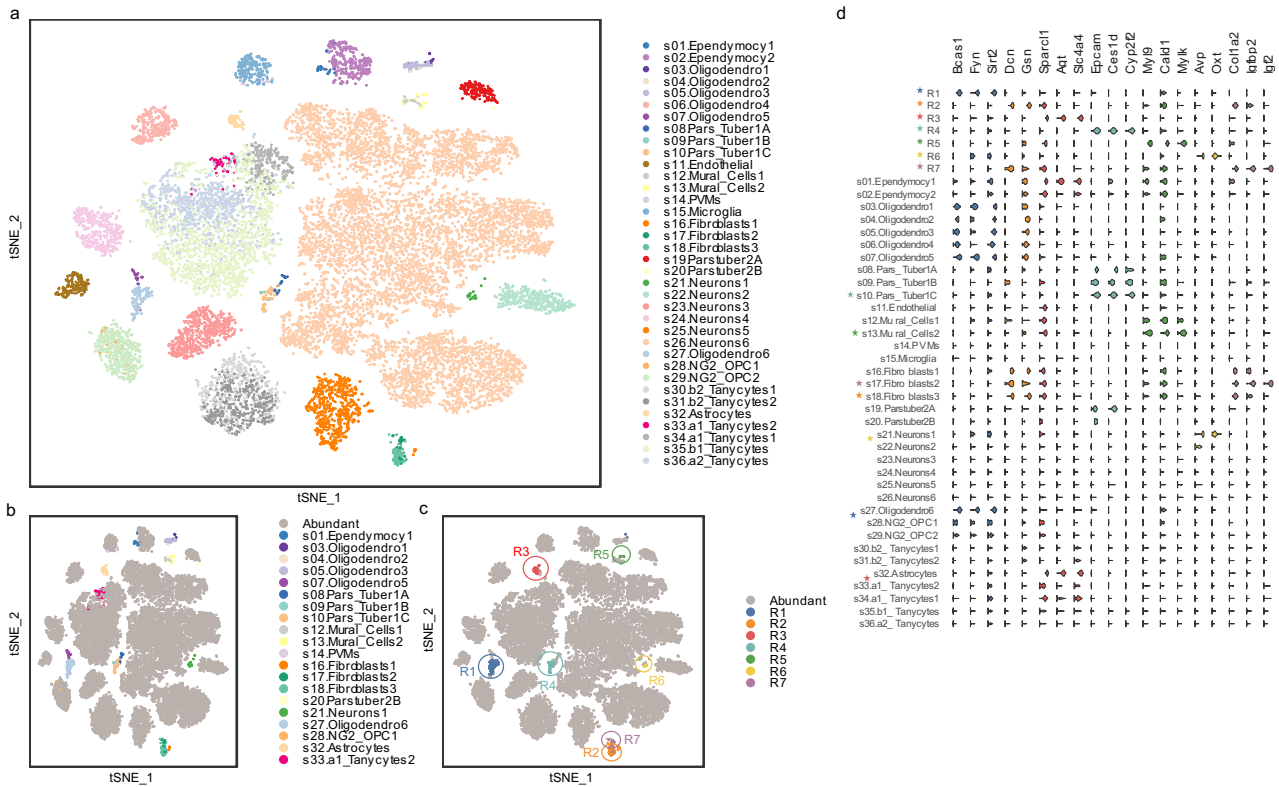 a
tSNE_2
tSNE_1
s01.Ependymocy1
s02.Ependymocy2
s03.Oligodendro1
s04.Oligodendro2
s05.Oligodendro3
s06.Oligodendro4
s07.Oligodendro5
s08.Pars_Tuber1A
s09.Pars_Tuber1B
s10.Pars_Tuber1C
s11.Endothelial
s12.Mural_Cells1
s13.Mural_Cells2
s14.PVMs
s15.Microglia
s16.Fibroblasts1
s17.Fibroblasts2
s18.Fibroblasts3
s19.Parstuber2A
s20.Parstuber2B
s21.Neurons1
s22.Neurons2
s23.Neurons3
s24.Neurons4
s25.Neurons5
s26.Neurons6
s27.Oligodendro6
s28.NG2_OPC1
s29.NG2_OPC2
s30.b2_Tanycytes1
s31.b2_Tanycytes2
s32.Astrocytes
s33.a1_Tanycytes2
s34.a1_Tanycytes1
s35.b1_Tanycytes
s36.a2_Tanycytes
b
tSNE_2
tSNE_1
Abundant
s01.Ependymocy1
s03.Oligodendro1
s04.Oligodendro2
s05.Oligodendro3
s07.Oligodendro5
s08.Pars_Tuber1A
s09.Pars_Tuber1B
s10.Pars_Tuber1C
s12.Mural_Cells1
s13.Mural_Cells2
s14.PVMs
s16.Fibroblasts1
s17.Fibroblasts2
s18.Fibroblasts3
s20.Parstuber2B
s21.Neurons1
s27.Oligodendro6
s28.NG2_OPC1
s32.Astrocytes
s33.a1_Tanycytes2
c
tSNE_2
R3
R5
R1
R4
R6
R7
R2
tSNE_1
Abundant
R1
R2
R3
R4
R5
R6
R7
d
Bcas1
Fyn
Sirt2
Dcn
Gsn
Sparcl1
Agt
Slc4a4
Epcam
Ces1d
Cyp2f2
Myl9
Cald1
Mylk
Avp
Oxt
Col1a2
Igfbp2
Igf2
R1
R2
R3
R4
R5
R6
R7
s01.Ependymocy1
s02.Ependymocy2
s03.Oligodendro1
s04.Oligodendro2
s05.Oligodendro3
s06.Oligodendro4
s07.Oligodendro5
s08.Pars_Tuber1A
s09.Pars_Tuber1B
s10.Pars_Tuber1C
s11.Endothelial
s12.Mural_Cells1
s13.Mural_Cells2
s14.PVMs
s15.Microglia
s16.Fibro blasts1
s17.Fibro blasts2
s18.Fibro blasts3
s19.Parstuber2A
s20.Parstuber2B
s21.Neurons1
s22.Neurons2
s23.Neurons3
s24.Neurons4
s25.Neurons5
s26.Neurons6
s27.Oligodendro6
s28.NG2_OPC1
s29.NG2_OPC2
s30.b2_ Tanycytes1
s31.b2_ Tanycytes2
s32.Astrocytes
s33.a1_ Tanycytes2
s34.a1_ Tanycytes1
s35.b1_ Tanycytes
s36.a2_ Tanycytes